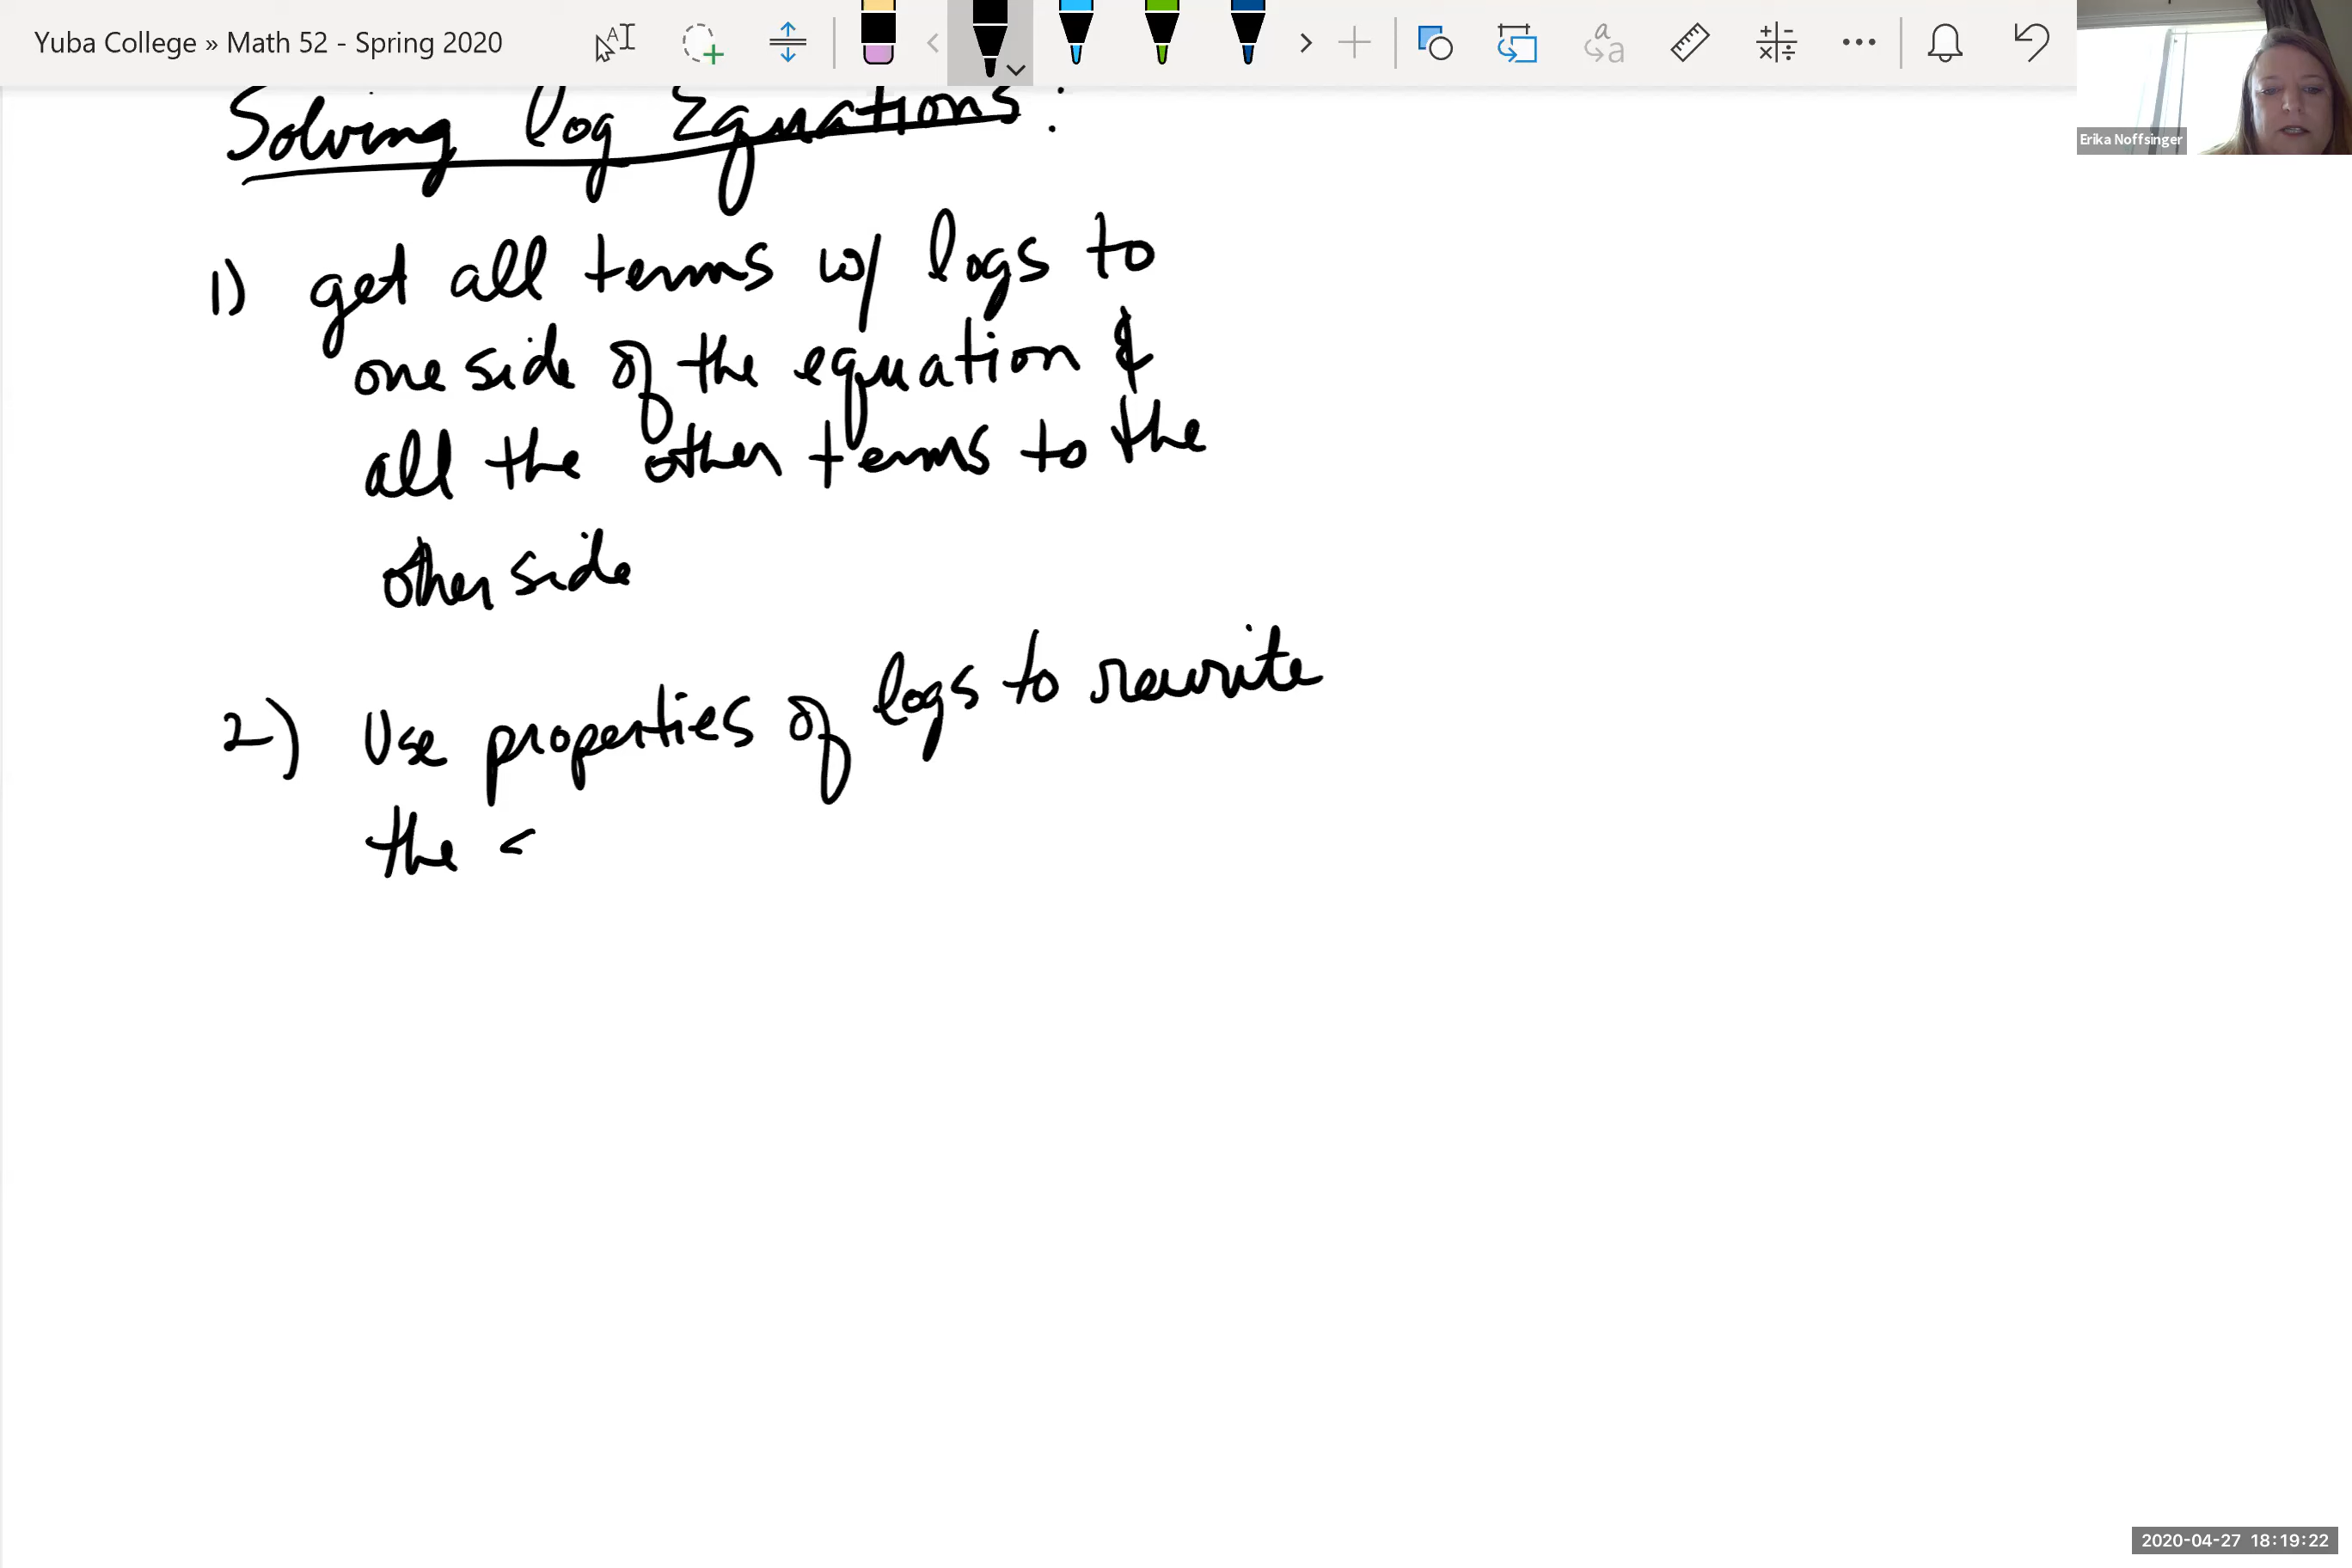 Yuba College » Math 52 - Spring 2020
Erika Noffsinger
Solving Log Equations:
1) get all terms w/ logs to
one side of the equation &
all the other terms to the
other side
2) Use properties of logs to rewrite
the
2020-04-27 18:19:22